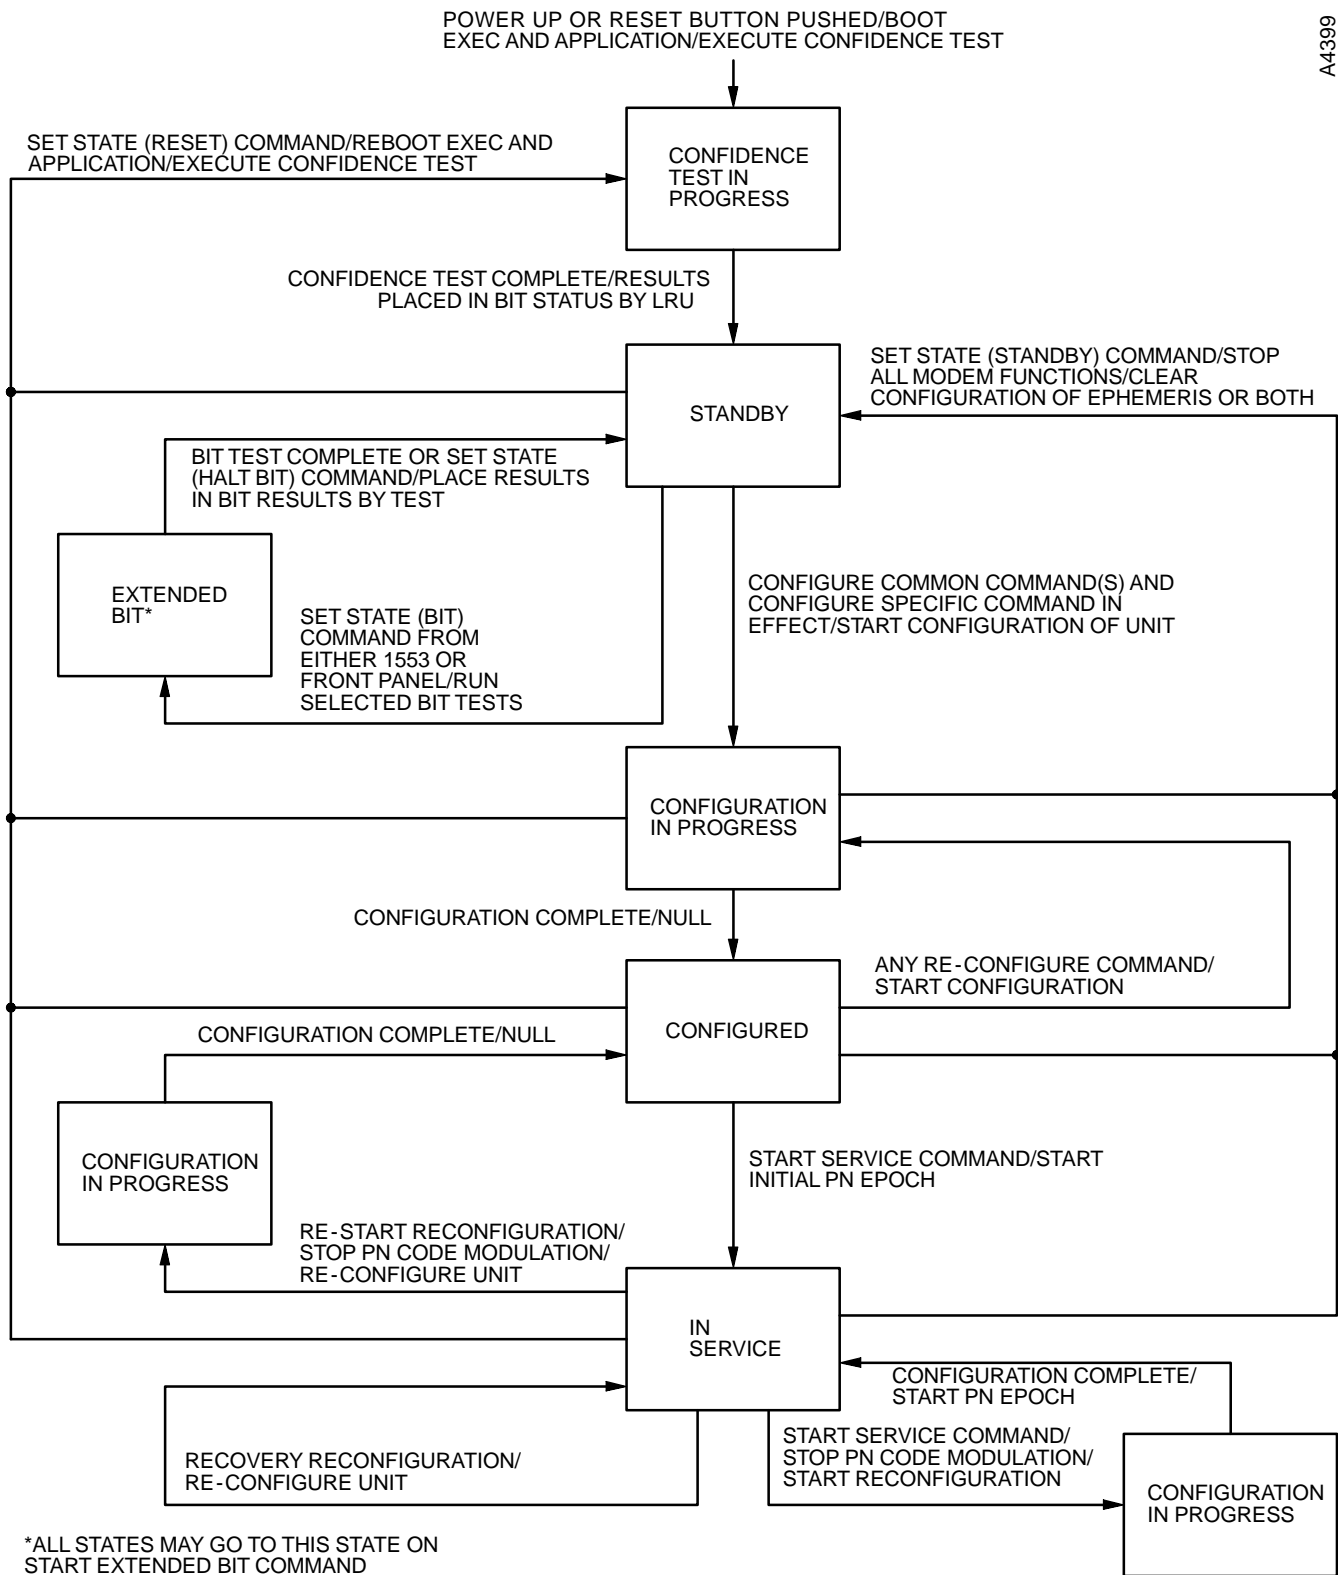 POWER UP OR RESET BUTTON PUSHED/BOOT
EXEC AND APPLICATION/EXECUTE CONFIDENCE TEST
A4399
SET STATE (RESET) COMMAND/REBOOT EXEC AND
APPLICATION/EXECUTE CONFIDENCE TEST
CONFIDENCE
TEST IN
PROGRESS
CONFIDENCE TEST COMPLETE/RESULTS
PLACED IN BIT STATUS BY LRU
SET STATE (STANDBY) COMMAND/STOP
ALL MODEM FUNCTIONS/CLEAR
CONFIGURATION OF EPHEMERIS OR BOTH
STANDBY
BIT TEST COMPLETE OR SET STATE
(HALT BIT) COMMAND/PLACE RESULTS
IN BIT RESULTS BY TEST
EXTENDED
BIT*
SET STATE (BIT)
COMMAND FROM
EITHER 1553 OR
FRONT PANEL/RUN
SELECTED BIT TESTS
CONFIGURE COMMON COMMAND(S) AND
CONFIGURE SPECIFIC COMMAND IN
EFFECT/START CONFIGURATION OF UNIT
CONFIGURATION
IN PROGRESS
CONFIGURATION COMPLETE/NULL
ANY RE-CONFIGURE COMMAND/
START CONFIGURATION
CONFIGURED
CONFIGURATION COMPLETE/NULL
CONFIGURATION
IN PROGRESS
START SERVICE COMMAND/START
INITIAL PN EPOCH
RE-START RECONFIGURATION/
STOP PN CODE MODULATION/
RE-CONFIGURE UNIT
IN
SERVICE
CONFIGURATION COMPLETE/
START PN EPOCH
RECOVERY RECONFIGURATION/
RE-CONFIGURE UNIT
START SERVICE COMMAND/
STOP PN CODE MODULATION/
START RECONFIGURATION
CONFIGURATION
IN PROGRESS
*ALL STATES MAY GO TO THIS STATE ON
START EXTENDED BIT COMMAND